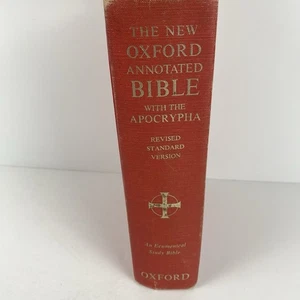 THE NEW
OXFORD
ANNOTATED
BIBLE
WITH THE
APOCRYPHA
REVISED
STANDARD
VERSION
An Ecumenical
Study Bible
OXFORD